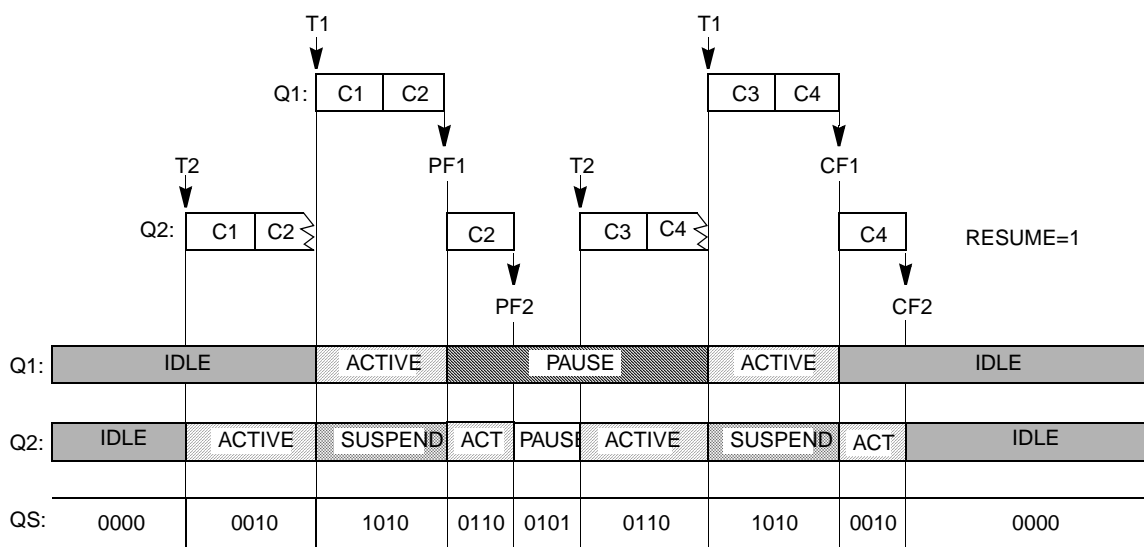 T1 T1
Q1: C1 C2 C3 C4
T2 PF1 T2 CF1
Q2: C1 C2 C2 C3 C4 C4 RESUME=1
PF2 CF2
Q1: IDLE ACTIVE PAUSE ACTIVE IDLE
Q2: IDLE ACTIVE SUSPEND ACT PAUSE ACTIVE SUSPEND ACT IDLE
QS: 0000 0010 1010 0110 0101 0110 1010 0010 0000